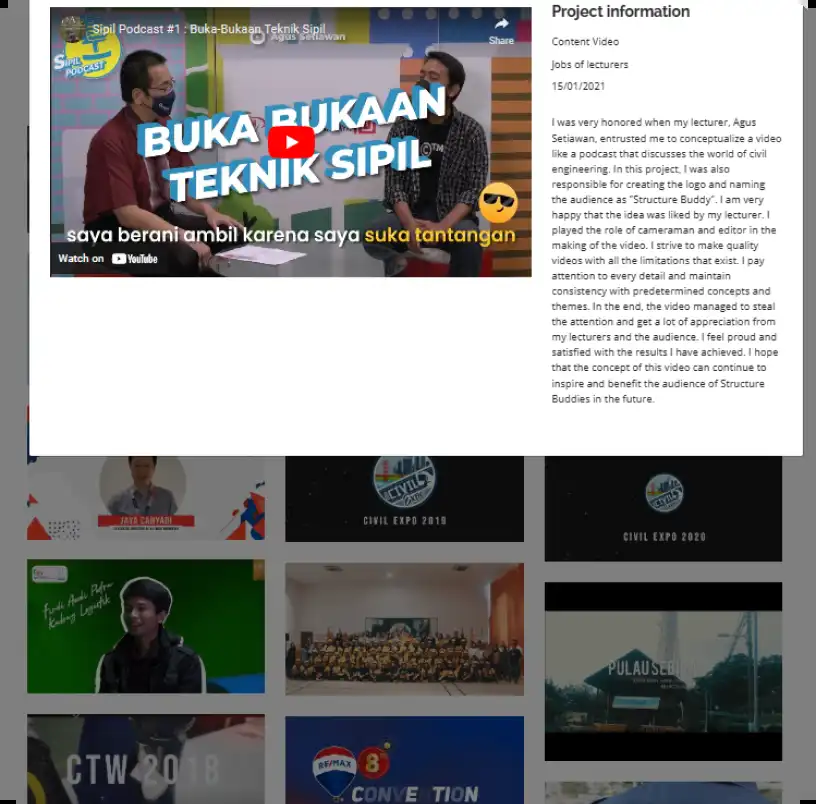 Sipil Podcast #1 : Buka-Bukaan Teknik Sipil
Agus Setiawan
Share
SIPIL
PODCAST
BUKA BUKAAN
TEKNIK SIPIL
©™
saya berani ambil karena saya suka tantangan
Watch on YouTube
Project information
Content Video
Jobs of lecturers
15/01/2021
I was very honored when my lecturer, Agus
Setiawan, entrusted me to conceptualize a video
like a podcast that discusses the world of civil
engineering. In this project, I was also
responsible for creating the logo and naming
the audience as “Structure Buddy”. I am very
happy that the idea was liked by my lecturer. I
played the role of cameraman and editor in the
making of the video. I strive to make quality
videos with all the limitations that exist. I pay
attention to every detail and maintain
consistency with predetermined concepts and
themes. In the end, the video managed to steal
the attention and get a lot of appreciation from
my lecturers and the audience. I feel proud and
satisfied with the results I have achieved. I hope
that the concept of this video can continue to
inspire and benefit the audience of Structure
Buddies in the future.
JAYA CAHYADI
CIVIL
CIVIL EXPO 2019
CIVIL
CIVIL EXPO 2020
Kabag Logistik
CTW 2018
RE/MAX
8
CONVENTION